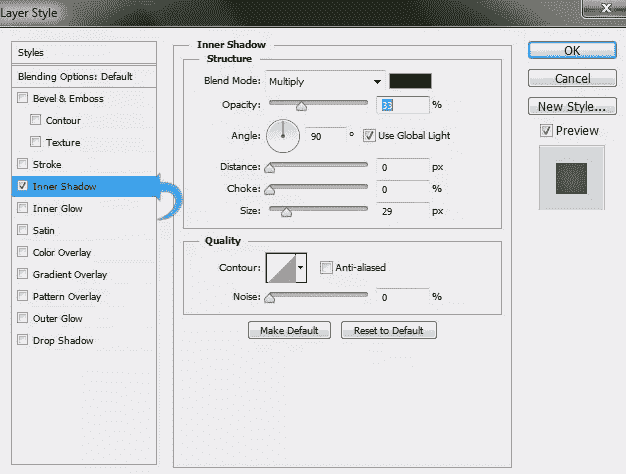 Layer Style
Styles
Blending Options: Default
Bevel & Emboss
Contour
Texture
Stroke
Inner Shadow
Inner Glow
Satin
Color Overlay
Gradient Overlay
Pattern Overlay
Outer Glow
Drop Shadow
Inner Shadow
Structure
Blend Mode: Multiply
Opacity: 33 %
Angle: 90 ° Use Global Light
Distance: 0 px
Choke: 0 %
Size: 29 px
Quality
Contour: Anti-aliased
Noise: 0 %
Make Default Reset to Default
OK
Cancel
New Style...
Preview